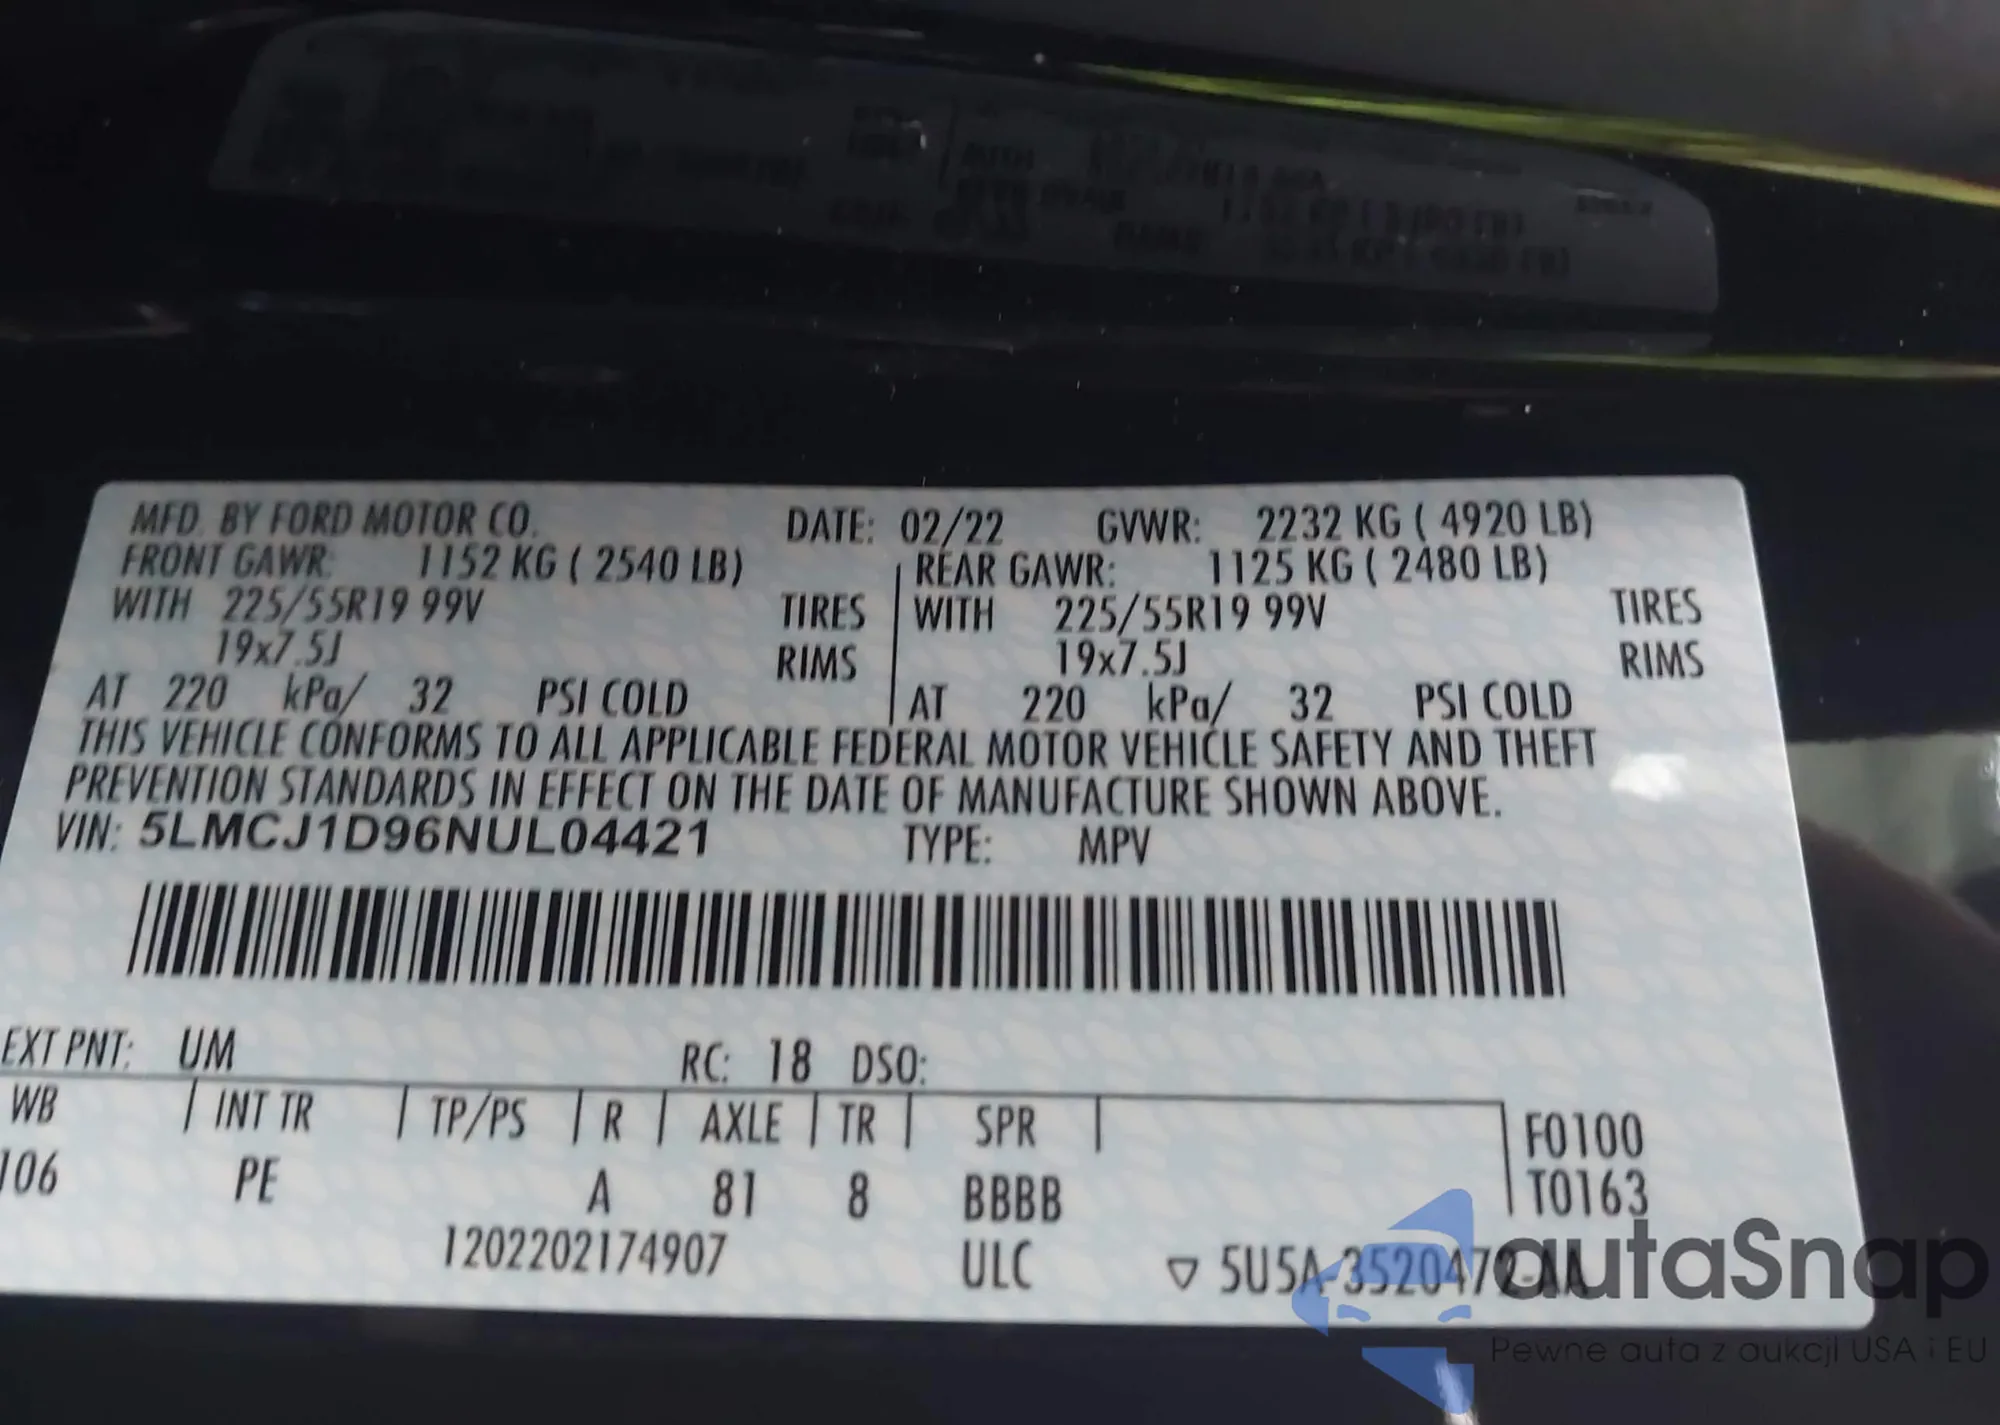 MFD. BY FORD MOTOR CO. DATE: 02/22 GVWR: 2232 KG ( 4920 LB)
FRONT GAWR: 1152 KG ( 2540 LB) REAR GAWR: 1125 KG ( 2480 LB)
WITH 225/55R19 99V TIRES WITH 225/55R19 99V TIRES
19x7.5J RIMS 19x7.5J RIMS
AT 220 kPa/ 32 PSI COLD AT 220 kPa/ 32 PSI COLD
THIS VEHICLE CONFORMS TO ALL APPLICABLE FEDERAL MOTOR VEHICLE SAFETY AND THEFT
PREVENTION STANDARDS IN EFFECT ON THE DATE OF MANUFACTURE SHOWN ABOVE.
VIN: 5LMCJ1D96NUL04421 TYPE: MPV
EXT PNT: UM RC: 18 DSO:
WB INT TR TP/PS R AXLE TR SPR F0100
106 PE A 81 8 BBBB T0163
1202202174907 ULC ▽ 5U5A-3520472-AA
autaSnap
Pewne auta z aukcji USA i EU